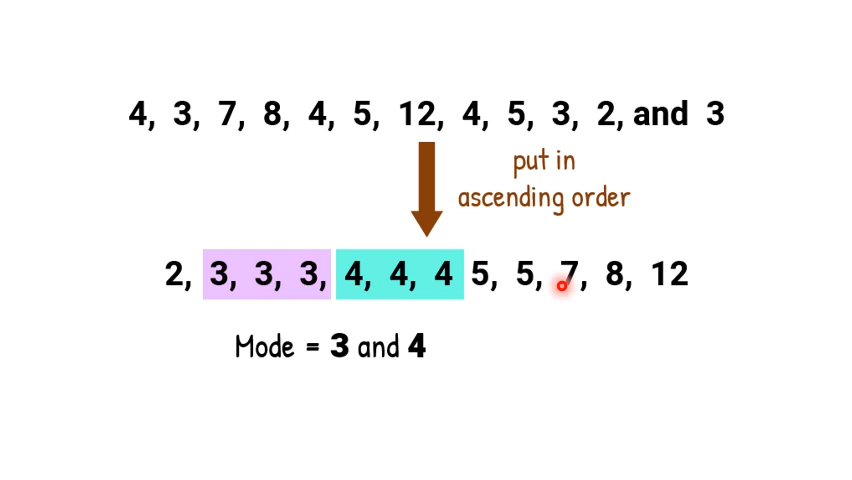 4, 3, 7, 8, 4, 5, 12, 4, 5, 3, 2, and 3
put in
ascending order
2, 3, 3, 3, 4, 4, 4 5, 5, 7, 8, 12
Mode = 3 and 4